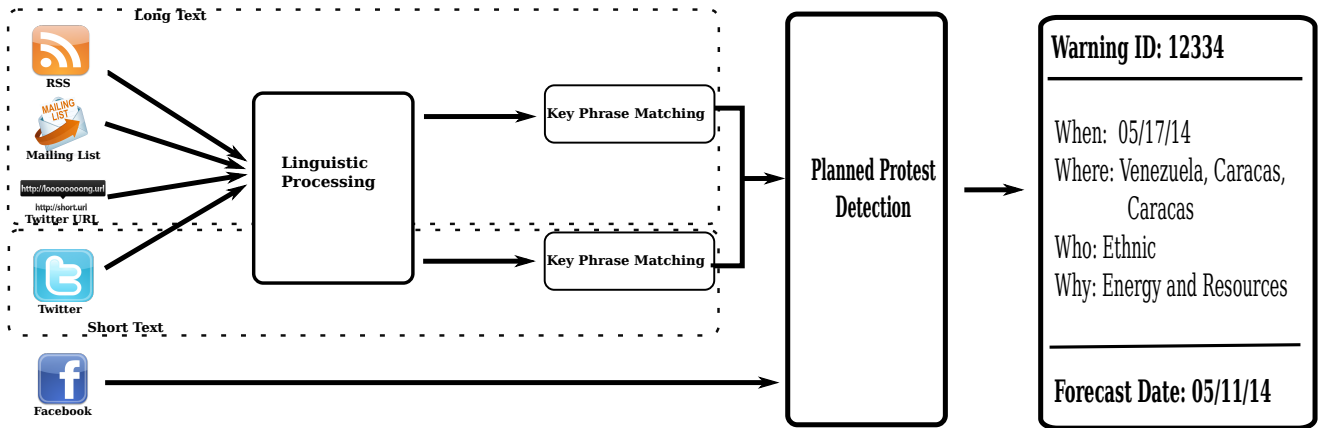 Long Text
RSS
MAILING
LIST
Mailing List
http://looooooong.url
http://short.url
Twitter URL
Twitter
Short Text
Facebook
Linguistic
Processing
Key Phrase Matching
Key Phrase Matching
Planned Protest
Detection
Warning ID: 12334
When: 05/17/14
Where: Venezuela, Caracas,
Caracas
Who: Ethnic
Why: Energy and Resources
Forecast Date: 05/11/14